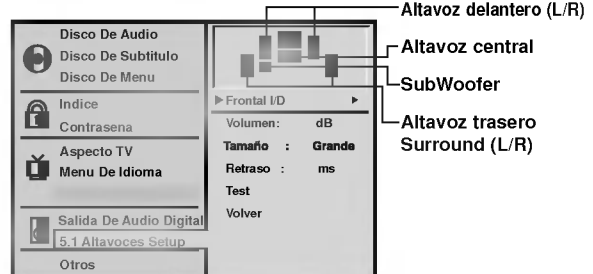 Disco De Audio
Disco De Subtitulo
Disco De Menu
Indice
Contrasena
Aspecto TV
Menu De Idioma
Salida De Audio Digital
5.1 Altavoces Setup
Otros
Frontal I/D
Volumen: dB
Tamaño : Grande
Retraso : ms
Test
Volver
Altavoz delantero (L/R)
Altavoz central
SubWoofer
Altavoz trasero
Surround (L/R)